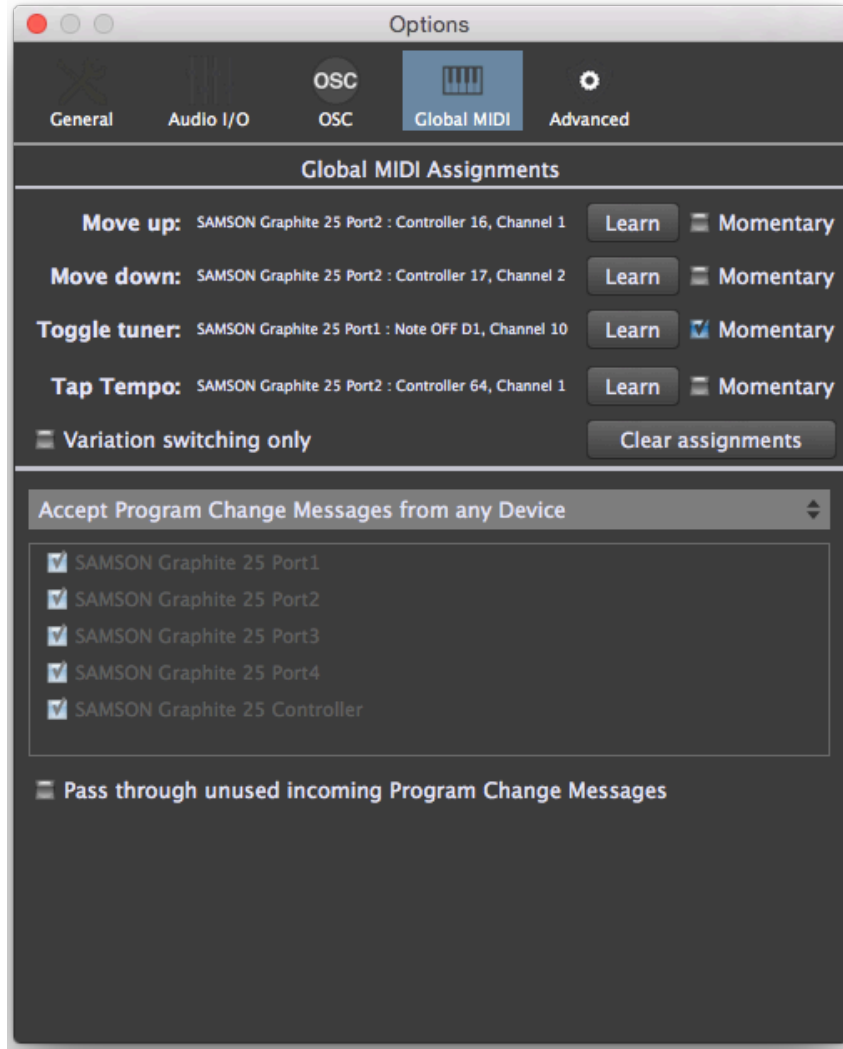 Options
OSC
General Audio I/O OSC Global MIDI Advanced
Global MIDI Assignments
Move up: SAMSON Graphite 25 Port2 : Controller 16, Channel 1 Learn Momentary
Move down: SAMSON Graphite 25 Port2 : Controller 17, Channel 2 Learn Momentary
Toggle tuner: SAMSON Graphite 25 Port1 : Note OFF D1, Channel 10 Learn Momentary
Tap Tempo: SAMSON Graphite 25 Port2 : Controller 64, Channel 1 Learn Momentary
Variation switching only Clear assignments
Accept Program Change Messages from any Device
SAMSON Graphite 25 Port1
SAMSON Graphite 25 Port2
SAMSON Graphite 25 Port3
SAMSON Graphite 25 Port4
SAMSON Graphite 25 Controller
Pass through unused incoming Program Change Messages